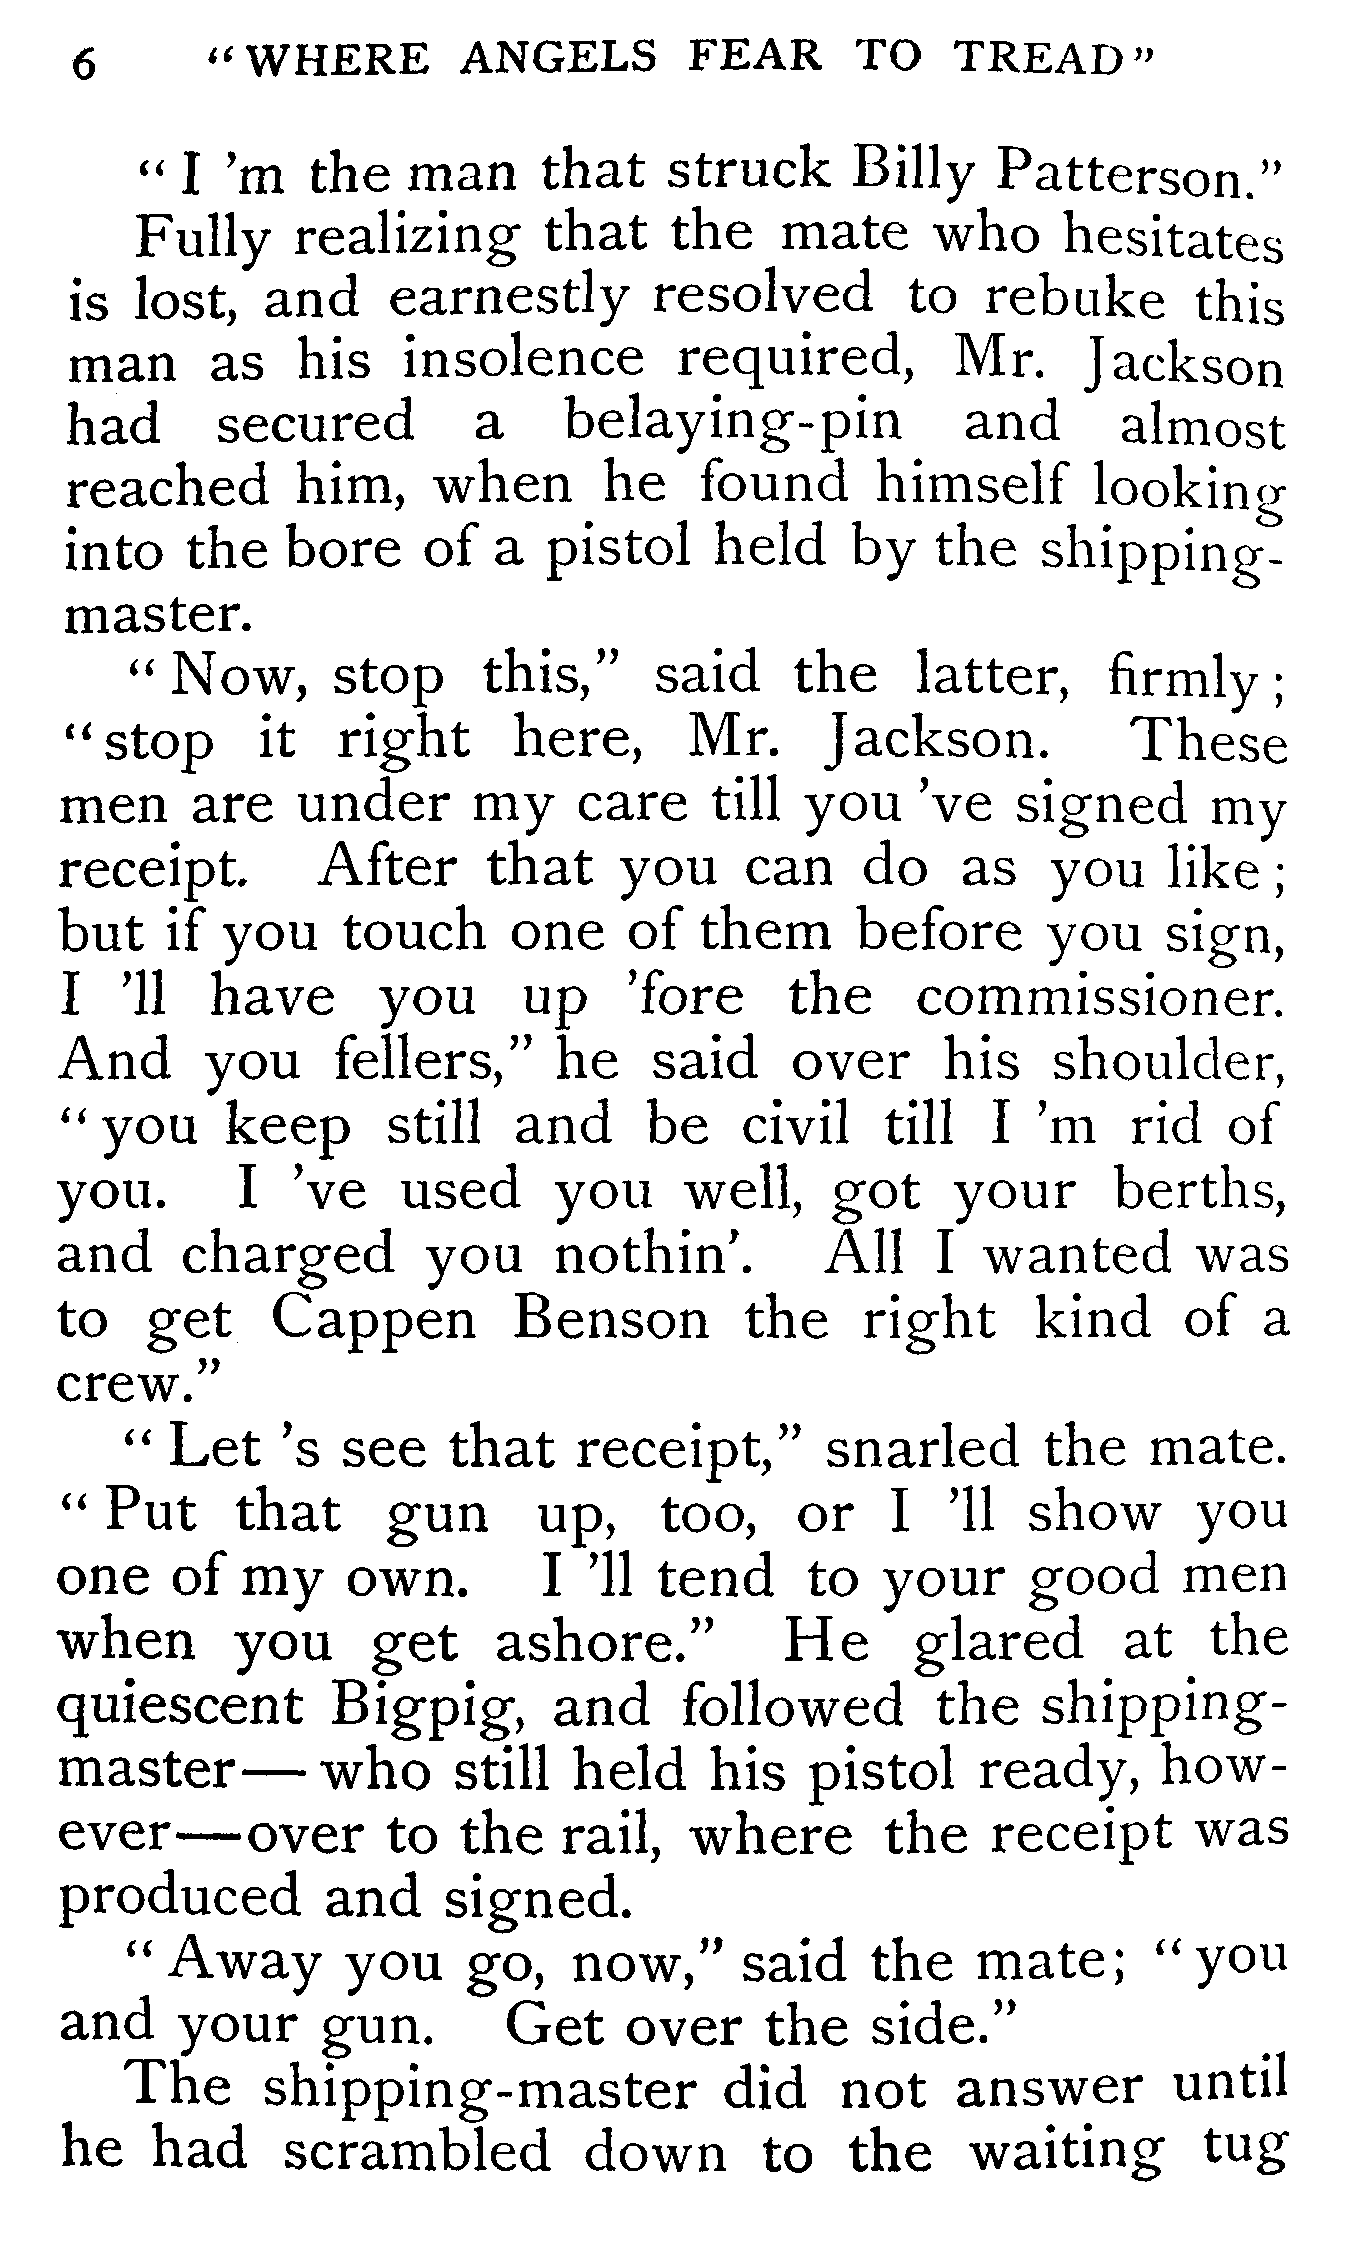 6 "WHERE ANGELS FEAR TO TREAD"
"I 'm the man that struck Billy Patterson."
Fully realizing that the mate who hesitates
is lost, and earnestly resolved to rebuke this
man as his insolence required, Mr. Jackson
had secured a belaying-pin and almost
reached him, when he found himself looking
into the bore of a pistol held by the shipping-
master.
"Now, stop this," said the latter, firmly;
"stop it right here, Mr. Jackson. These
men are under my care till you 've signed my
receipt. After that you can do as you like;
but if you touch one of them before you sign,
I 'll have you up 'fore the commissioner.
And you fellers," he said over his shoulder,
"you keep still and be civil till I 'm rid of
you. I 've used you well, got your berths,
and charged you nothin'. All I wanted was
to get Cappen Benson the right kind of a
crew."
"Let 's see that receipt," snarled the mate.
"Put that gun up, too, or I 'll show you
one of my own. I 'll tend to your good men
when you get ashore." He glared at the
quiescent Bigpig, and followed the shipping-
master—who still held his pistol ready, how-
ever—over to the rail, where the receipt was
produced and signed.
"Away you go, now," said the mate; "you
and your gun. Get over the side."
The shipping-master did not answer until
he had scrambled down to the waiting tug